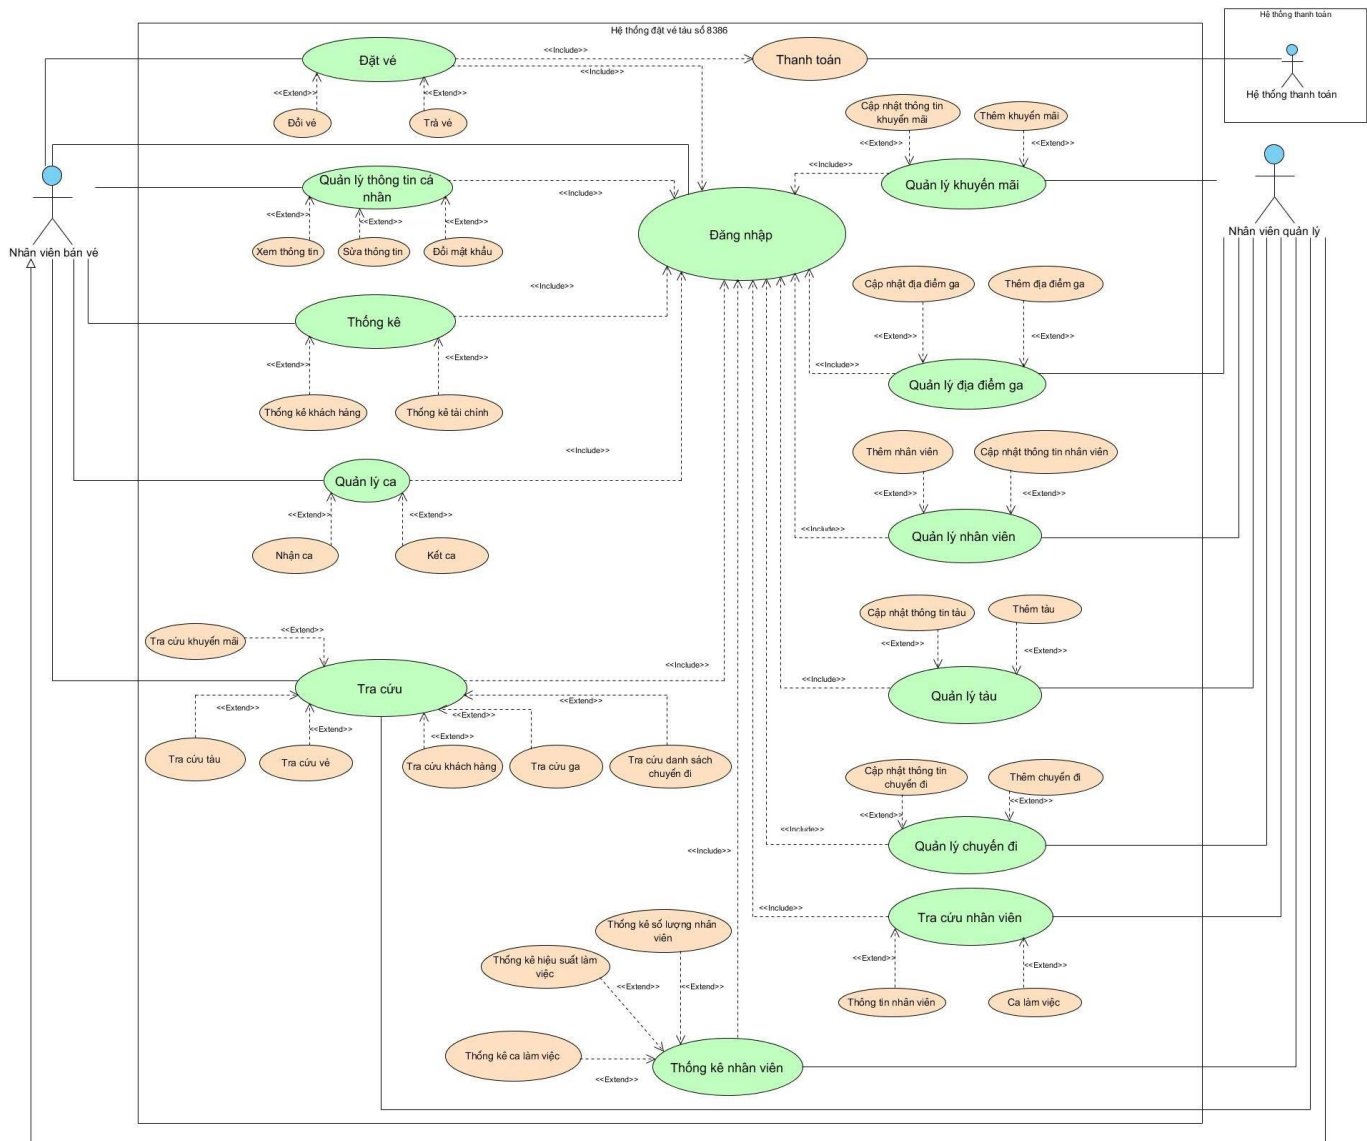 Hệ thống đặt vé tàu số 8386
Hệ thống thanh toán
Hệ thống thanh toán
Đặt vé
<<Include>>
<<Include>>
Thanh toán
<<Extend>>
<<Extend>>
Đổi vé
Trả vé
Cập nhật thông tin
khuyến mãi
Thêm khuyến mãi
<<Extend>>
<<Extend>>
<<Include>>
Quản lý khuyến mãi
Nhân viên bán vé
Nhân viên quản lý
Quản lý thông tin cá
nhân
<<Include>>
<<Extend>>
<<Extend>>
<<Extend>>
Xem thông tin
Sửa thông tin
Đổi mật khẩu
Đăng nhập
Thống kê
<<Include>>
<<Extend>>
<<Extend>>
Thống kê khách hàng
Thống kê tài chính
Cập nhật địa điểm ga
Thêm địa điểm ga
<<Extend>>
<<Extend>>
<<Include>>
Quản lý địa điểm ga
Quản lý ca
<<Include>>
<<Extend>>
<<Extend>>
Nhận ca
Kết ca
Thêm nhân viên
Cập nhật thông tin nhân viên
<<Extend>>
<<Extend>>
<<Include>>
Quản lý nhân viên
Tra cứu khuyến mãi
<<Extend>>
Tra cứu
<<Include>>
<<Extend>>
<<Extend>>
<<Extend>>
<<Extend>>
<<Extend>>
Tra cứu tàu
Tra cứu vé
Tra cứu khách hàng
Tra cứu ga
Tra cứu danh sách
chuyến đi
Cập nhật thông tin tàu
Thêm tàu
<<Extend>>
<<Extend>>
<<Include>>
Quản lý tàu
Cập nhật thông tin
chuyến đi
Thêm chuyến đi
<<Extend>>
<<Extend>>
<<Include>>
Quản lý chuyến đi
<<Include>>
<<Include>>
Tra cứu nhân viên
<<Extend>>
<<Extend>>
Thông tin nhân viên
Ca làm việc
Thống kê số lượng nhân
viên
Thống kê hiệu suất làm
việc
<<Extend>>
<<Extend>>
Thống kê ca làm việc
<<Extend>>
Thống kê nhân viên